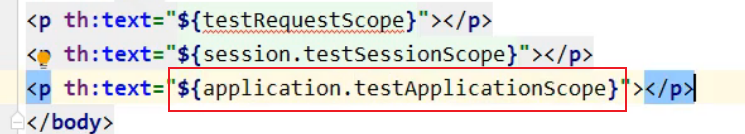 <p th:text="${testRequestScope}"></p>
<p th:text="${session.testSessionScope}"></p>
<p th:text="${application.testApplicationScope}"></p>
</body>